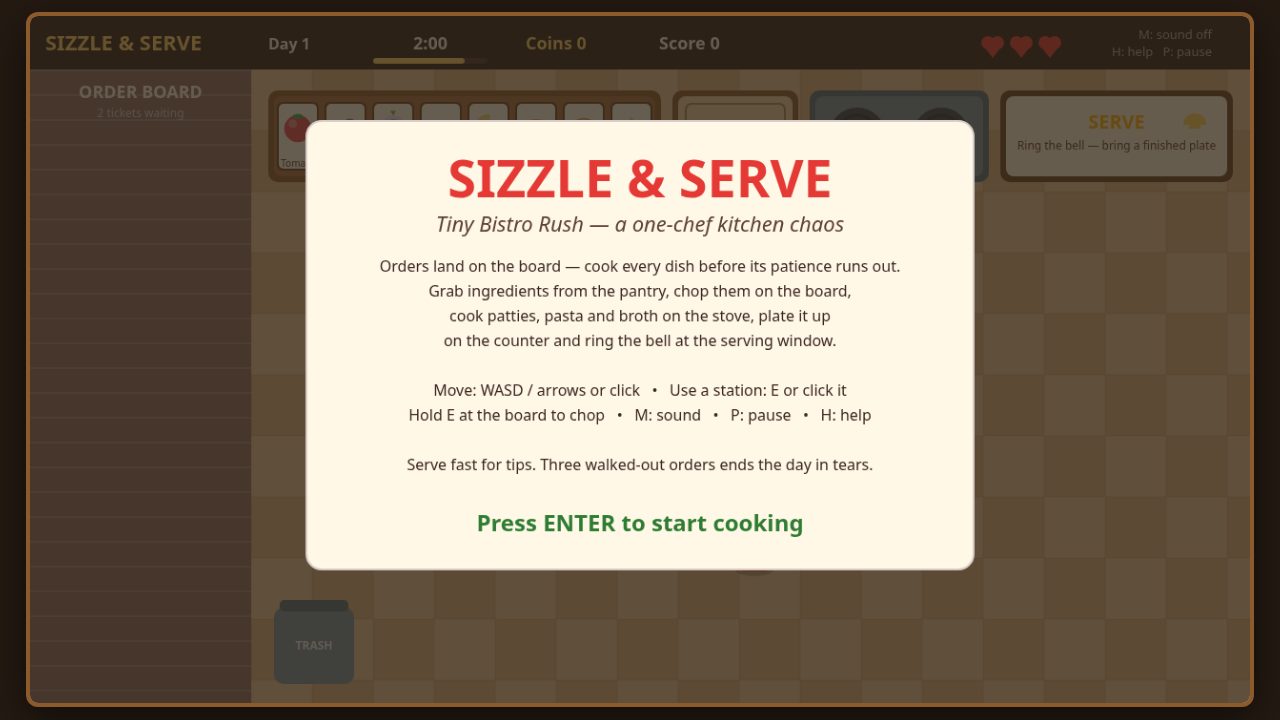 SIZZLE & SERVE
Day 1
2:00
Coins 0
Score 0
M: sound off
H: help P: pause
ORDER BOARD
2 tickets waiting
SERVE
Ring the bell — bring a finished plate
SIZZLE & SERVE
Tiny Bistro Rush — a one-chef kitchen chaos
Orders land on the board — cook every dish before its patience runs out.
Grab ingredients from the pantry, chop them on the board,
cook patties, pasta and broth on the stove, plate it up
on the counter and ring the bell at the serving window.
Move: WASD / arrows or click • Use a station: E or click it
Hold E at the board to chop • M: sound • P: pause • H: help
Serve fast for tips. Three walked-out orders ends the day in tears.
Press ENTER to start cooking
TRASH